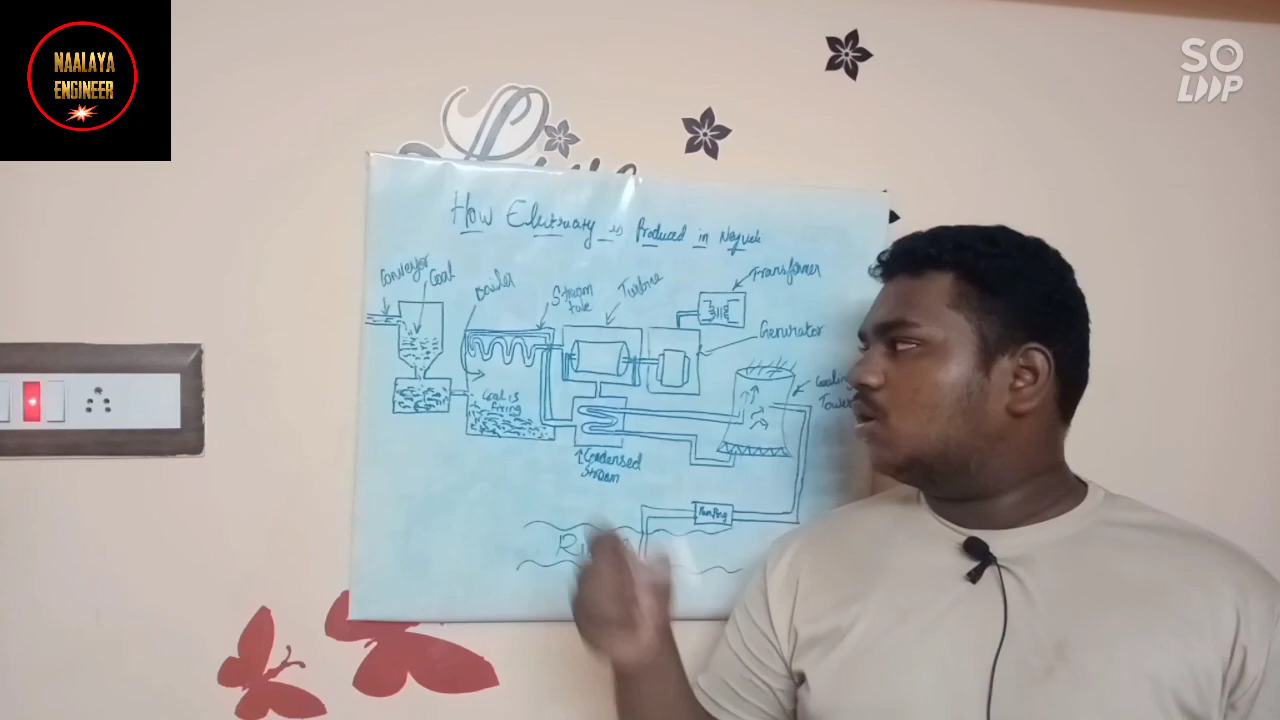 NAALAYA
ENGINEER
SO
LOOP
How Electricity is Produced in Neyveli
Conveyor
Coal
Boiler
Steam
tube
Turbine
Transformer
Generator
Cooling
Tower
Coal is
firing
Condensed
Steam
Pumping